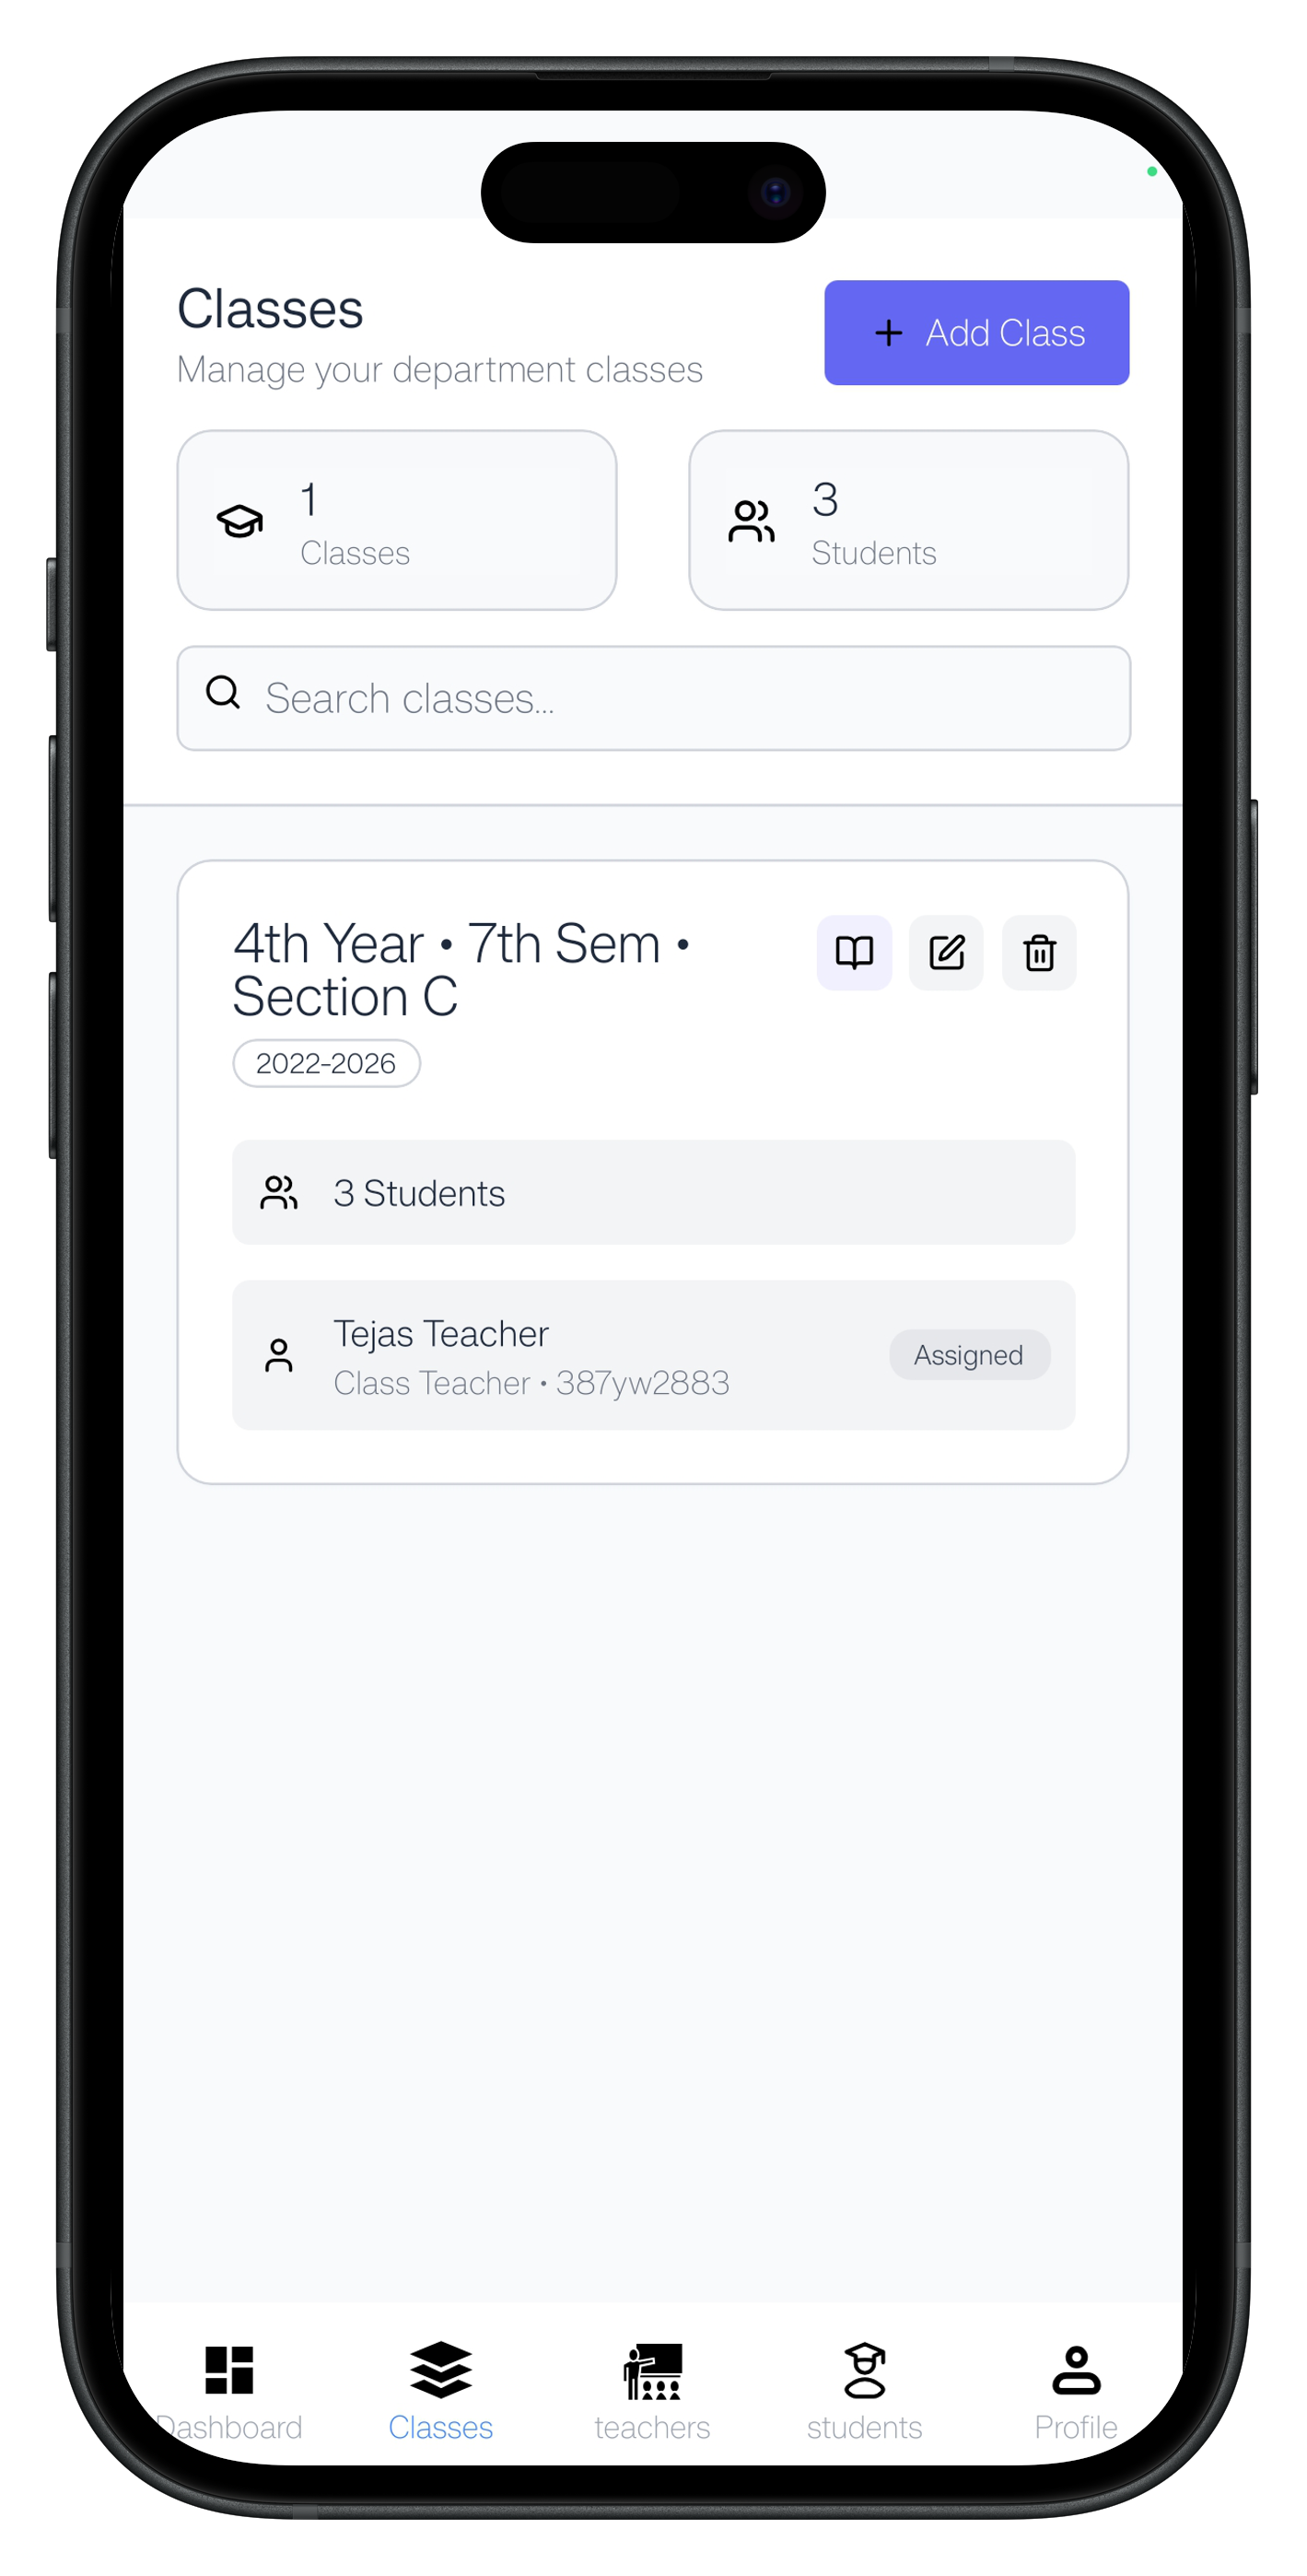 Classes
Manage your department classes
+ Add Class
1
Classes
3
Students
Search classes...
4th Year • 7th Sem •
Section C
2022-2026
3 Students
Tejas Teacher
Class Teacher • 387yw2883
Assigned
Dashboard
Classes
teachers
students
Profile